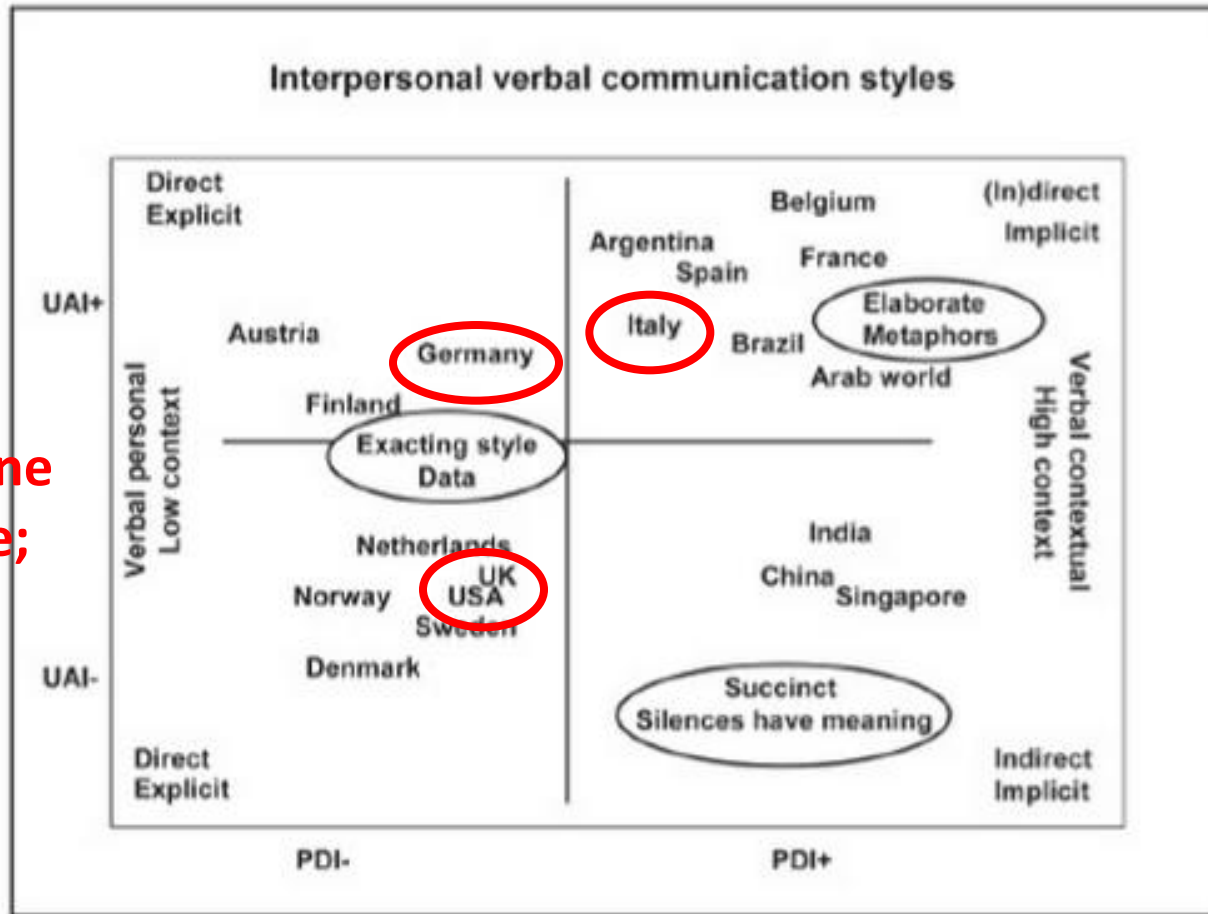 Interpersonal verbal communication styles
Direct
Explicit
(In)direct
Implicit
Belgium
Argentina
Spain
France
UAI+
Elaborate
Metaphors
Italy
Brazil
Arab world
Austria
Germany
Finland
Exacting style
Data
Verbal personal
Low context
Verbal contextual
High context
ne
e;
Netherlands
UK
USA
Norway
Sweden
Denmark
India
China
Singapore
UAI-
Succinct
Silences have meaning
Direct
Explicit
Indirect
Implicit
PDI-
PDI+